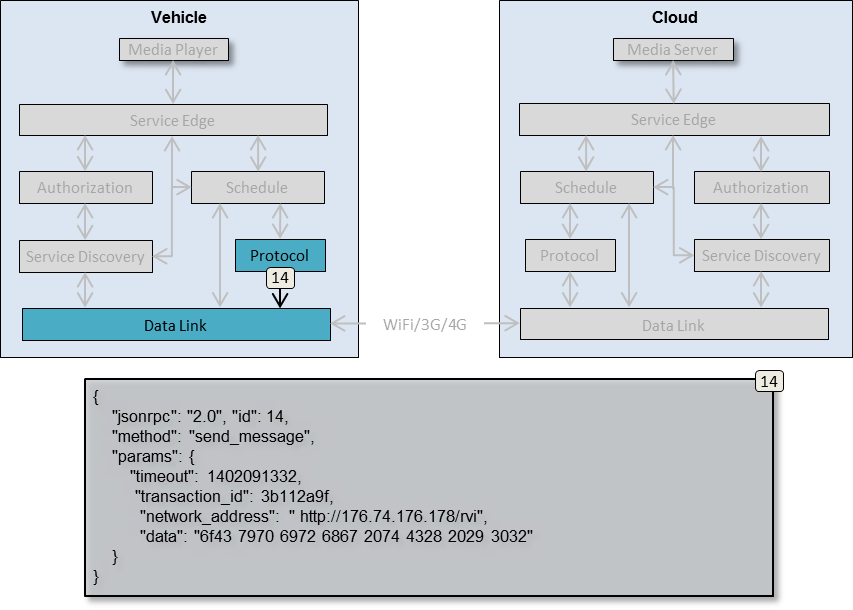 Vehicle
Media Player
Service Edge
Authorization
Schedule
Service Discovery
Protocol
14
Data Link
WiFi/3G/4G
Cloud
Media Server
Service Edge
Schedule
Authorization
Protocol
Service Discovery
Data Link
14
{
"jsonrpc": "2.0", "id": 14,
"method": "send_message",
"params": {
"timeout": 1402091332,
"transaction_id": 3b112a9f,
"network_address": " http://176.74.176.178/rvi",
"data": "6f43 7970 6972 6867 2074 4328 2029 3032"
}
}